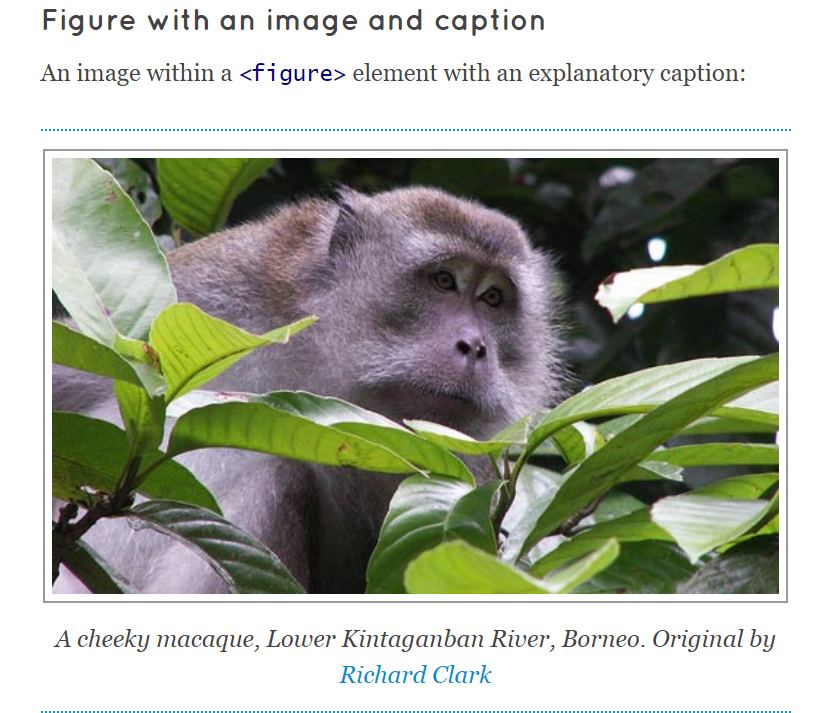 Figure with an image and caption
An image within a <figure> element with an explanatory caption:
A cheeky macaque, Lower Kintaganban River, Borneo. Original by
Richard Clark